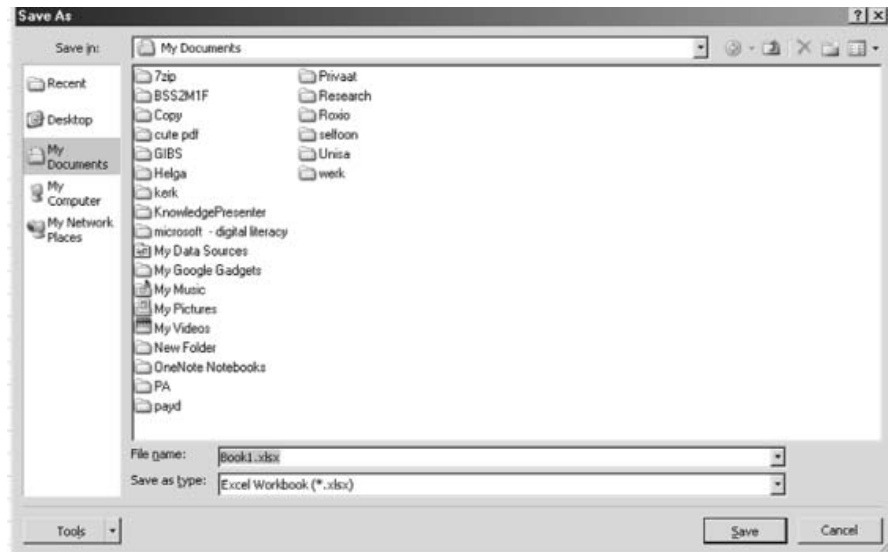 Save As
Save in:
My Documents
Recent
Desktop
My
Documents
My
Computer
My Network
Places
7zip
BSS2M1F
Copy
cute pdf
GIBS
Helga
kerk
KnowledgePresenter
microsoft - digital literacy
My Data Sources
My Google Gadgets
My Music
My Pictures
My Videos
New Folder
OneNote Notebooks
PA
payd
Privaat
Research
Roxio
selfoon
Unisa
werk
File name:
Book1.xlsx
Save as type:
Excel Workbook (*.xlsx)
Tools
Save
Cancel